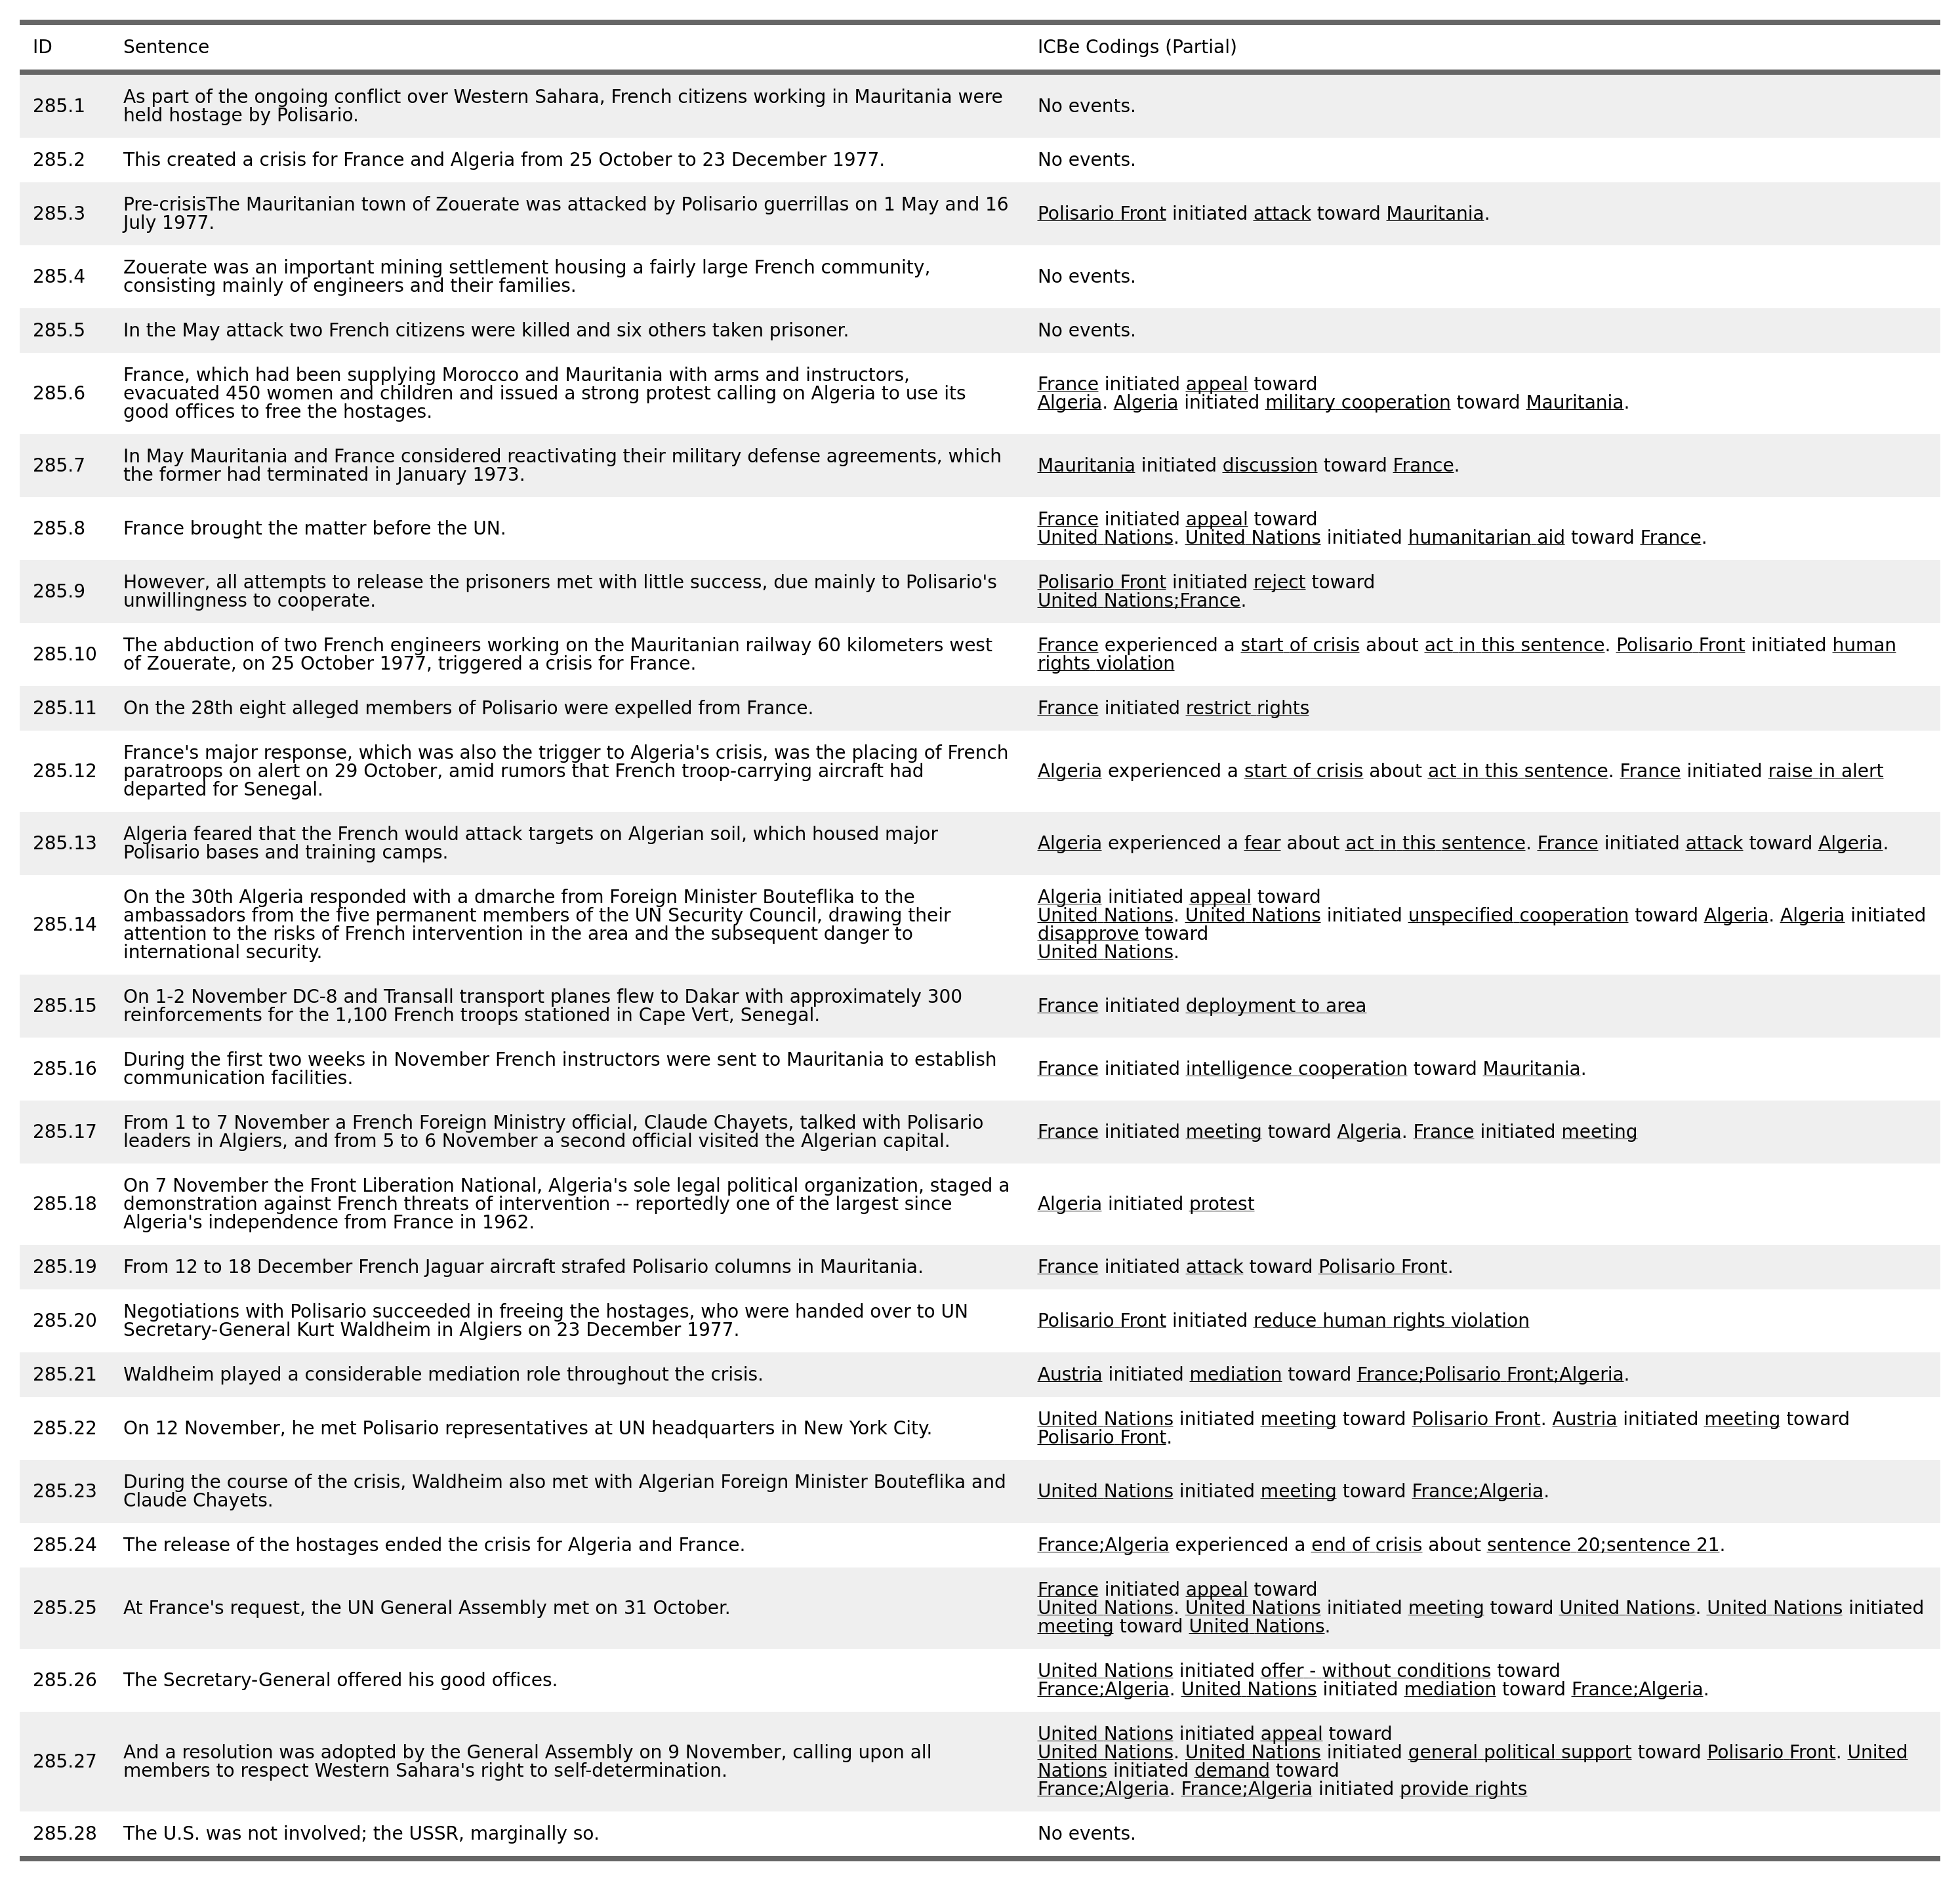 ID Sentence ICBe Codings (Partial)
285.1 As part of the ongoing conflict over Western Sahara, French citizens working in Mauritania were
held hostage by Polisario.
No events.
285.2 This created a crisis for France and Algeria from 25 October to 23 December 1977.
No events.
285.3 Pre-crisisThe Mauritanian town of Zouerate was attacked by Polisario guerrillas on 1 May and 16
July 1977.
Polisario Front initiated attack toward Mauritania.
285.4 Zouerate was an important mining settlement housing a fairly large French community,
consisting mainly of engineers and their families.
No events.
285.5 In the May attack two French citizens were killed and six others taken prisoner.
No events.
285.6 France, which had been supplying Morocco and Mauritania with arms and instructors,
evacuated 450 women and children and issued a strong protest calling on Algeria to use its
good offices to free the hostages.
France initiated appeal toward
Algeria. Algeria initiated military cooperation toward Mauritania.
285.7 In May Mauritania and France considered reactivating their military defense agreements, which
the former had terminated in January 1973.
Mauritania initiated discussion toward France.
285.8 France brought the matter before the UN.
France initiated appeal toward
United Nations. United Nations initiated humanitarian aid toward France.
285.9 However, all attempts to release the prisoners met with little success, due mainly to Polisario's
unwillingness to cooperate.
Polisario Front initiated reject toward
United Nations;France.
285.10 The abduction of two French engineers working on the Mauritanian railway 60 kilometers west
of Zouerate, on 25 October 1977, triggered a crisis for France.
France experienced a start of crisis about act in this sentence. Polisario Front initiated human
rights violation
285.11 On the 28th eight alleged members of Polisario were expelled from France.
France initiated restrict rights
285.12 France's major response, which was also the trigger to Algeria's crisis, was the placing of French
paratroops on alert on 29 October, amid rumors that French troop-carrying aircraft had
departed for Senegal.
Algeria experienced a start of crisis about act in this sentence. France initiated raise in alert
285.13 Algeria feared that the French would attack targets on Algerian soil, which housed major
Polisario bases and training camps.
Algeria experienced a fear about act in this sentence. France initiated attack toward Algeria.
285.14 On the 30th Algeria responded with a dmarche from Foreign Minister Bouteflika to the
ambassadors from the five permanent members of the UN Security Council, drawing their
attention to the risks of French intervention in the area and the subsequent danger to
international security.
Algeria initiated appeal toward
United Nations. United Nations initiated unspecified cooperation toward Algeria. Algeria initiated
disapprove toward
United Nations.
285.15 On 1-2 November DC-8 and Transall transport planes flew to Dakar with approximately 300
reinforcements for the 1,100 French troops stationed in Cape Vert, Senegal.
France initiated deployment to area
285.16 During the first two weeks in November French instructors were sent to Mauritania to establish
communication facilities.
France initiated intelligence cooperation toward Mauritania.
285.17 From 1 to 7 November a French Foreign Ministry official, Claude Chayets, talked with Polisario
leaders in Algiers, and from 5 to 6 November a second official visited the Algerian capital.
France initiated meeting toward Algeria. France initiated meeting
285.18 On 7 November the Front Liberation National, Algeria's sole legal political organization, staged a
demonstration against French threats of intervention -- reportedly one of the largest since
Algeria's independence from France in 1962.
Algeria initiated protest
285.19 From 12 to 18 December French Jaguar aircraft strafed Polisario columns in Mauritania.
France initiated attack toward Polisario Front.
285.20 Negotiations with Polisario succeeded in freeing the hostages, who were handed over to UN
Secretary-General Kurt Waldheim in Algiers on 23 December 1977.
Polisario Front initiated reduce human rights violation
285.21 Waldheim played a considerable mediation role throughout the crisis.
Austria initiated mediation toward France;Polisario Front;Algeria.
285.22 On 12 November, he met Polisario representatives at UN headquarters in New York City.
United Nations initiated meeting toward Polisario Front. Austria initiated meeting toward
Polisario Front.
285.23 During the course of the crisis, Waldheim also met with Algerian Foreign Minister Bouteflika and
Claude Chayets.
United Nations initiated meeting toward France;Algeria.
285.24 The release of the hostages ended the crisis for Algeria and France.
France;Algeria experienced a end of crisis about sentence 20;sentence 21.
285.25 At France's request, the UN General Assembly met on 31 October.
France initiated appeal toward
United Nations. United Nations initiated meeting toward United Nations. United Nations initiated
meeting toward United Nations.
285.26 The Secretary-General offered his good offices.
United Nations initiated offer - without conditions toward
France;Algeria. United Nations initiated mediation toward France;Algeria.
285.27 And a resolution was adopted by the General Assembly on 9 November, calling upon all
members to respect Western Sahara's right to self-determination.
United Nations initiated appeal toward
United Nations. United Nations initiated general political support toward Polisario Front. United
Nations initiated demand toward
France;Algeria. France;Algeria initiated provide rights
285.28 The U.S. was not involved; the USSR, marginally so.
No events.